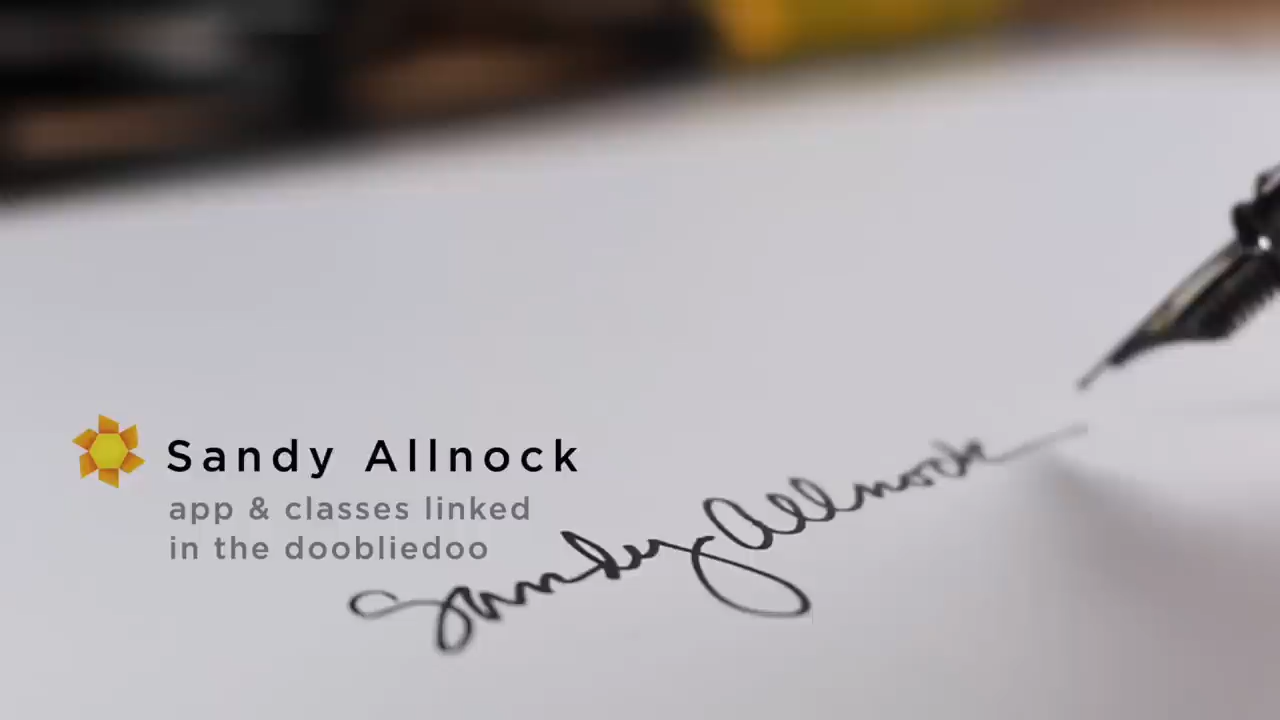 Sandy Allnock
app & classes linked
in the doobliedoo
Sandy Allnock